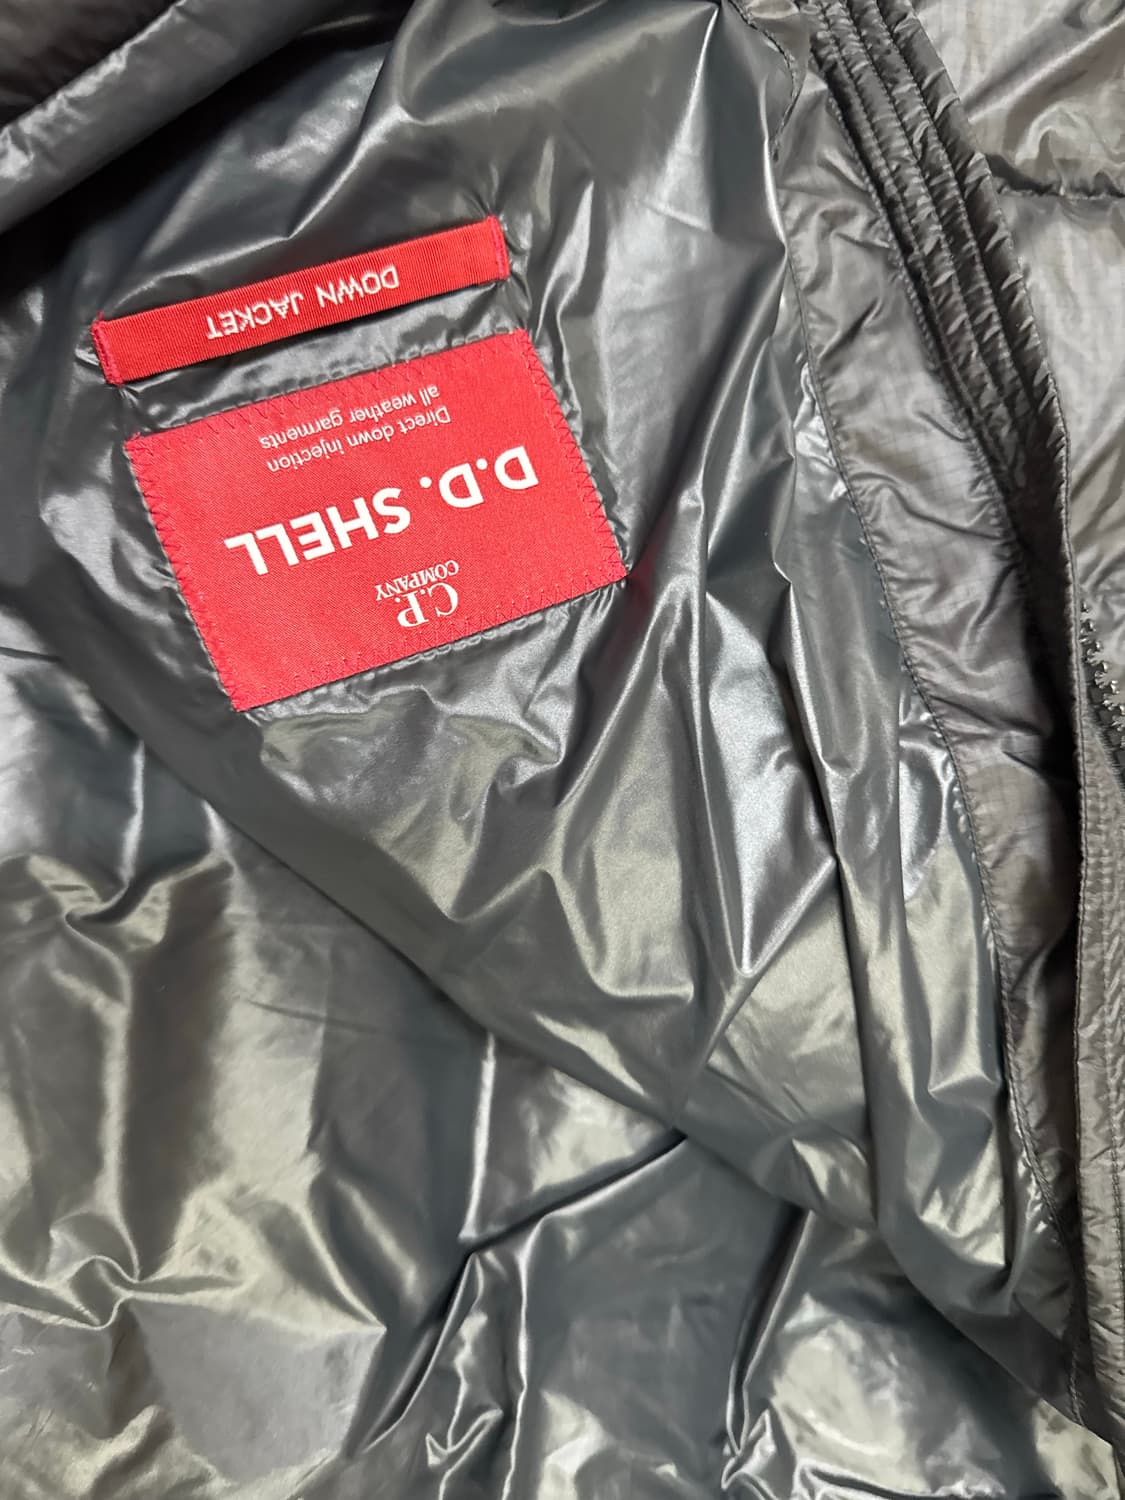 C.P.
COMPANY
D.D. SHELL
Direct down injection
all weather garments
DOWN JACKET